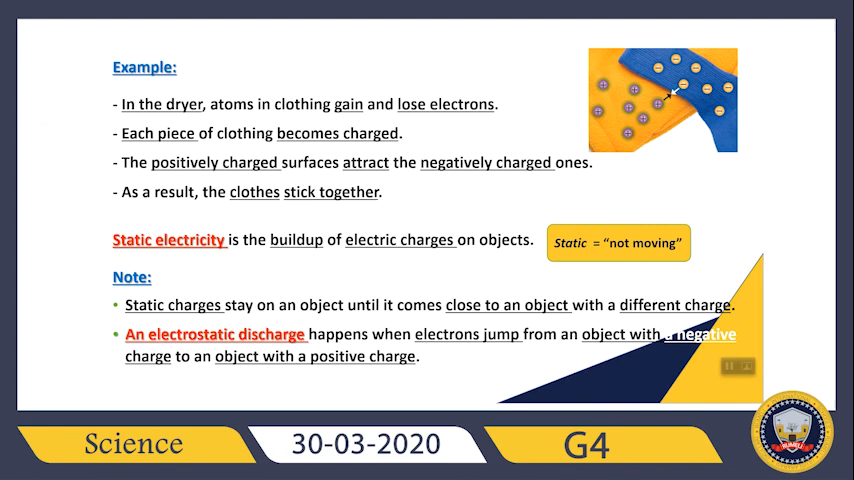 Example:
- In the dryer, atoms in clothing gain and lose electrons.
- Each piece of clothing becomes charged.
- The positively charged surfaces attract the negatively charged ones.
- As a result, the clothes stick together.
Static electricity is the buildup of electric charges on objects.
Static = “not moving”
Note:
• Static charges stay on an object until it comes close to an object with a different charge.
• An electrostatic discharge happens when electrons jump from an object with a negative
charge to an object with a positive charge.
Science
30-03-2020
G4